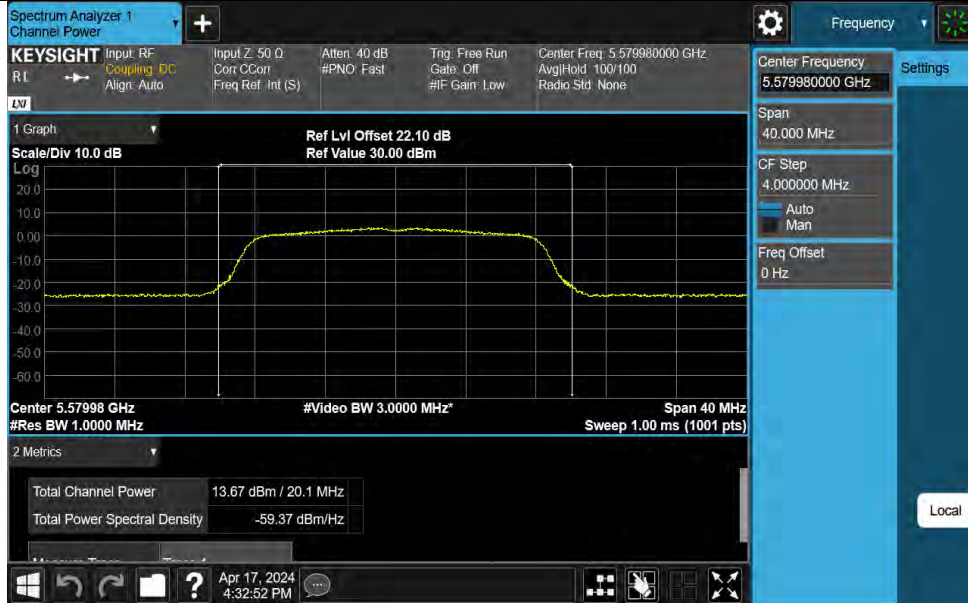 Spectrum Analyzer 1
Channel Power
+
Frequency
KEYSIGHT
Input: RF
Coupling: DC
Align: Auto
Input Z: 50 Ω
Corr CCorr
Freq Ref: Int (S)
Atten: 40 dB
#PNO: Fast
Trig: Free Run
Gate: Off
#IF Gain: Low
Center Freq: 5.579980000 GHz
Avg|Hold: 100/100
Radio Std: None
LXI
Center Frequency
5.579980000 GHz
Settings
Span
40.000 MHz
CF Step
4.000000 MHz
Auto
Man
Freq Offset
0 Hz
1 Graph
Scale/Div 10.0 dB
Ref Lvl Offset 22.10 dB
Ref Value 30.00 dBm
Log
20.0
10.0
0.00
-10.0
-20.0
-30.0
-40.0
-50.0
-60.0
Center 5.57998 GHz
#Video BW 3.0000 MHz*
Span 40 MHz
#Res BW 1.0000 MHz
Sweep 1.00 ms (1001 pts)
2 Metrics
Total Channel Power 13.67 dBm / 20.1 MHz
Total Power Spectral Density -59.37 dBm/Hz
Local
?
Apr 17, 2024
4:32:52 PM